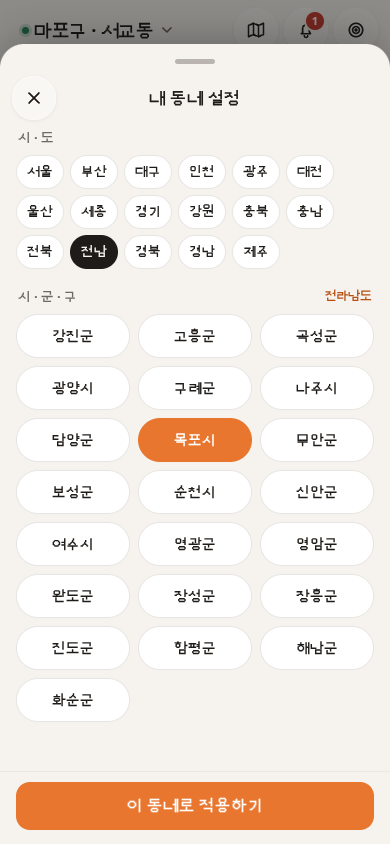 마포구 · 서교동
1
내 동네 설정
시 · 도
서울 부산 대구 인천 광주 대전
울산 세종 경기 강원 충북 충남
전북 전남 경북 경남 제주
시 · 군 · 구 전라남도
강진군 고흥군 곡성군
광양시 구례군 나주시
담양군 목포시 무안군
보성군 순천시 신안군
여수시 영광군 영암군
완도군 장성군 장흥군
진도군 함평군 해남군
화순군
이 동네로 적용하기